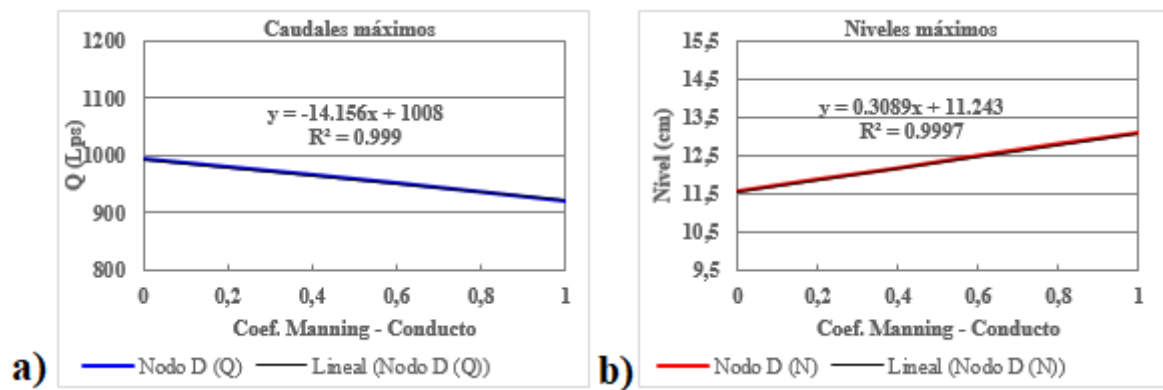 Caudales máximos
1200
1100
1000
900
800
Q (Lps)
y = -14.156x + 1008
R² = 0.999
0 0,2 0,4 0,6 0,8 1
Coef. Manning - Conducto
a)
Nodo D (Q) Lineal (Nodo D (Q))
Niveles máximos
15,5
14,5
13,5
12,5
11,5
10,5
9,5
Nivel (cm)
y = 0.3089x + 11.243
R² = 0.9997
0 0,2 0,4 0,6 0,8 1
Coef. Manning - Conducto
b)
Nodo D (N) Lineal (Nodo D (N))